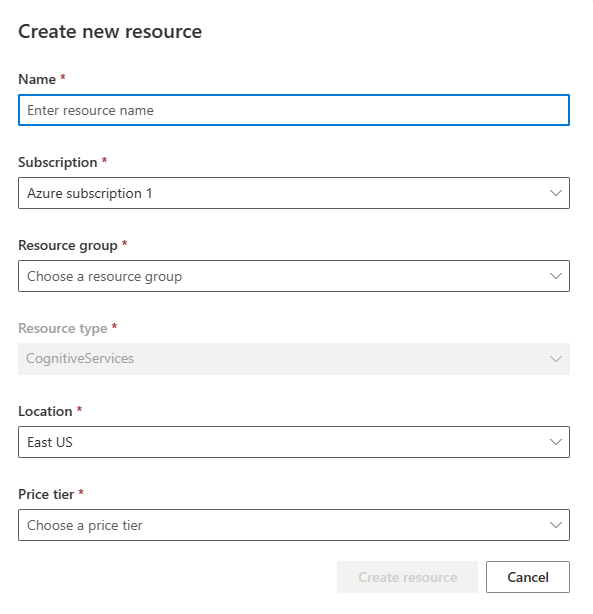 Create new resource
Name *
Enter resource name
Subscription *
Azure subscription 1
Resource group *
Choose a resource group
Resource type *
CognitiveServices
Location *
East US
Price tier *
Choose a price tier
Create resource
Cancel